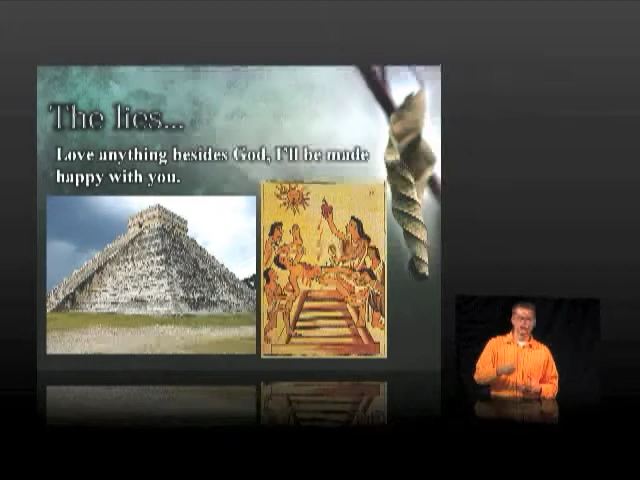 The lies...
Love anything besides God, I'll be made
happy with you.